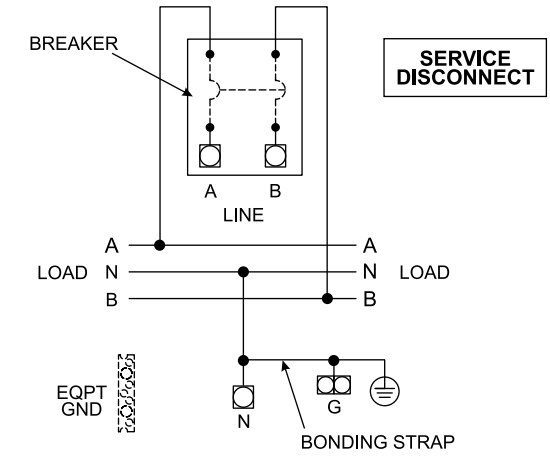 BREAKER
SERVICE
DISCONNECT
A B
LINE
A A
LOAD N N LOAD
B B
EQPT
GND
N
G
BONDING STRAP